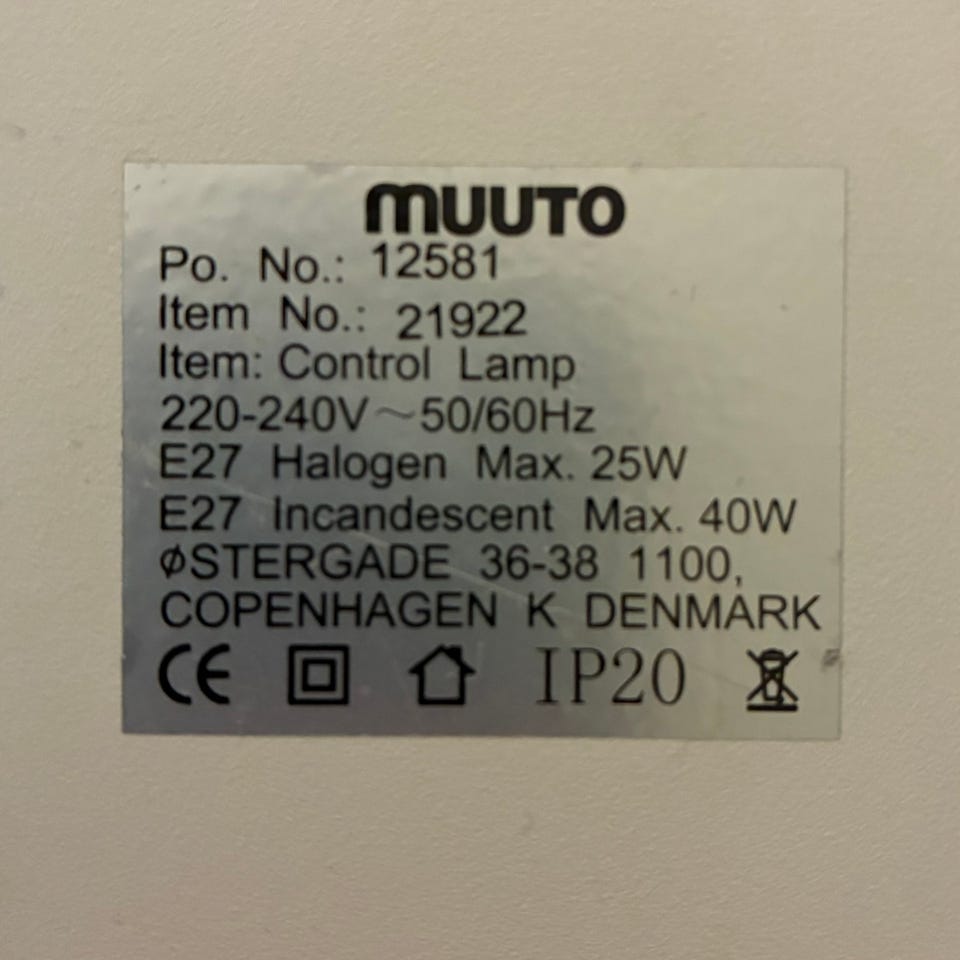 MUUTO
Po. No.: 12581
Item No.: 21922
Item: Control Lamp
220-240V～50/60Hz
E27 Halogen Max. 25W
E27 Incandescent Max. 40W
ØSTERGADE 36-38 1100,
COPENHAGEN K DENMARK
CE IP20